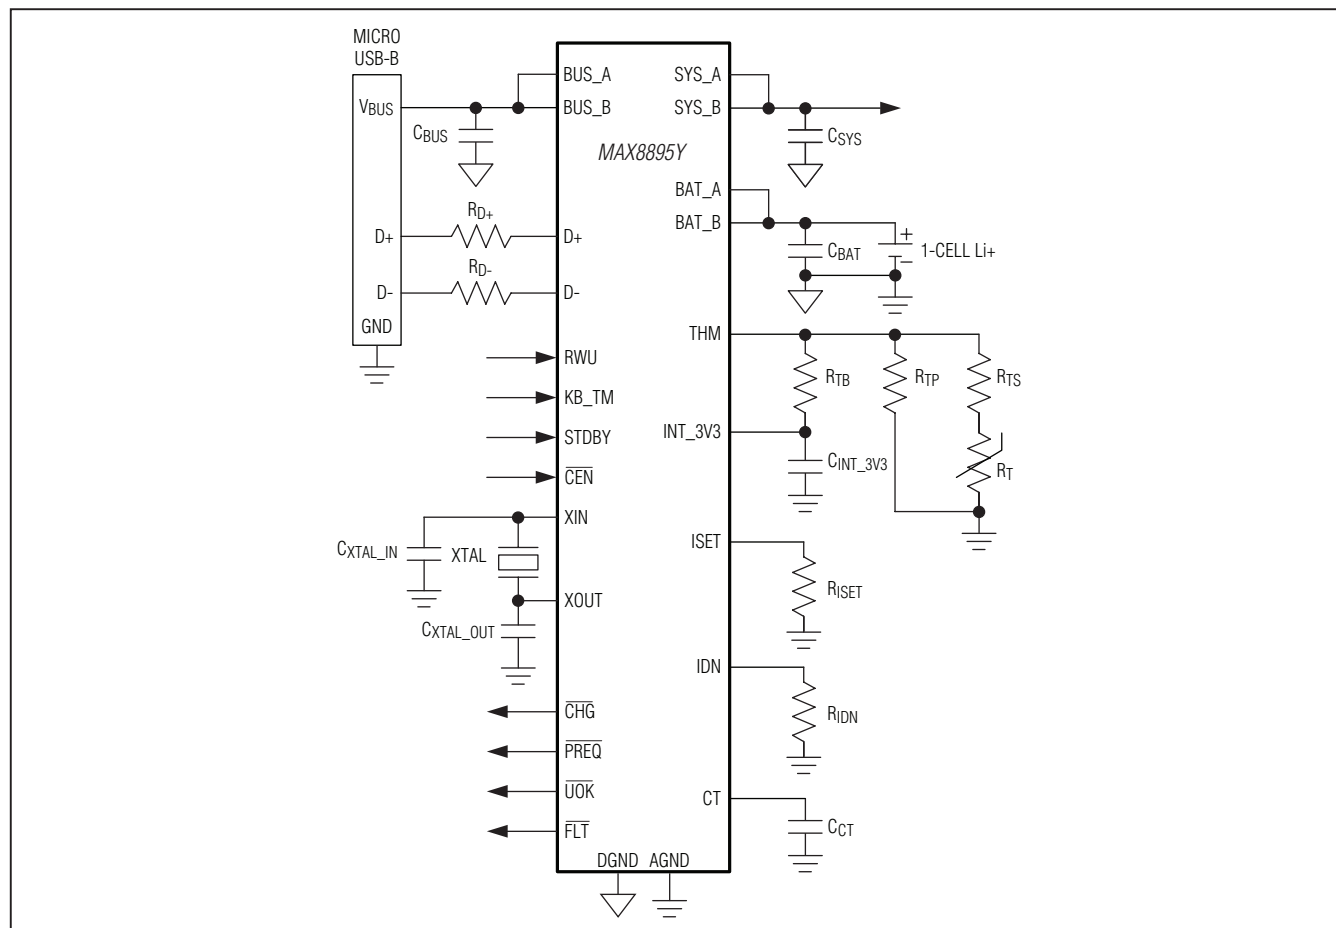 MICRO
USB-B
VBUS
D+
D-
GND
CBUS
RD+
RD-
BUS_A
BUS_B
MAX8895Y
D+
D-
RWU
KB_TM
STDBY
CEN
XIN
XOUT
CHG
PREQ
UOK
FLT
CXTAL_IN
XTAL
CXTAL_OUT
SYS_A
SYS_B
BAT_A
BAT_B
THM
INT_3V3
ISET
IDN
CT
DGND AGND
CSYS
CBAT
+
−
1-CELL Li+
RTB
RTP
RTS
CINT_3V3
RT
RISET
RIDN
CCT